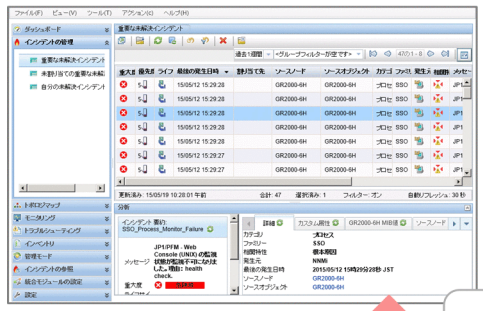 ファイル(F) ビュー(V) ツール(T) アクション(c) ヘルプ(H)
ダッシュボード
インシデントの管理
重要な未解決インシデント
未割り当ての重要な未解
自分の未解決インシデント
トポロジマップ
モニタリング
トラブルシューティング
インベントリ
管理モード
インシデントの参照
統合モジュールの設定
設定
重要な未解決インシデント
過去1週間 <グループフィルターが空です> 47の1-8
重大度 優先度 ライフ 最後の発生日時 割り当て先 ソースノード ソースオブジェクト カテゴリ ファミリ 発生元 相関特 メッセー
5- 15/05/12 15:29:28 GR2000-6H GR2000-6H プロセ SSO JP1
5- 15/05/12 15:29:28 GR2000-6H GR2000-6H プロセ SSO JP1
5- 15/05/12 15:29:28 GR2000-6H GR2000-6H プロセ SSO JP1
5- 15/05/12 15:29:28 GR2000-6H GR2000-6H プロセ SSO JP1
5- 15/05/12 15:29:27 GR2000-6H GR2000-6H プロセ SSO JP1
5- 15/05/12 15:29:27 GR2000-6H GR2000-6H プロセ SSO JP1
更新済み: 15/05/19 10:28:01 午前 合計: 47 選択済み: 1 フィルター: オン 自動リフレッシュ: 30 秒
分析
インシデント要約:
SSO_Process_Monitor_Failure
メッセージ JP1/PFM - Web Console (UNIX) の監視
状態が監視不可になりま
した。理由: health
check.
重大度 危険域
詳細 カスタム属性 GR2000-6H MIB値 ソースノード
カテゴリ プロセス
ファミリー SSO
相関特性 根本原因
発生元 NNMi
最後の発生日時 2015/05/12 15時29分28秒 JST
ソースノード GR2000-6H
ソースオブジェクト GR2000-6H